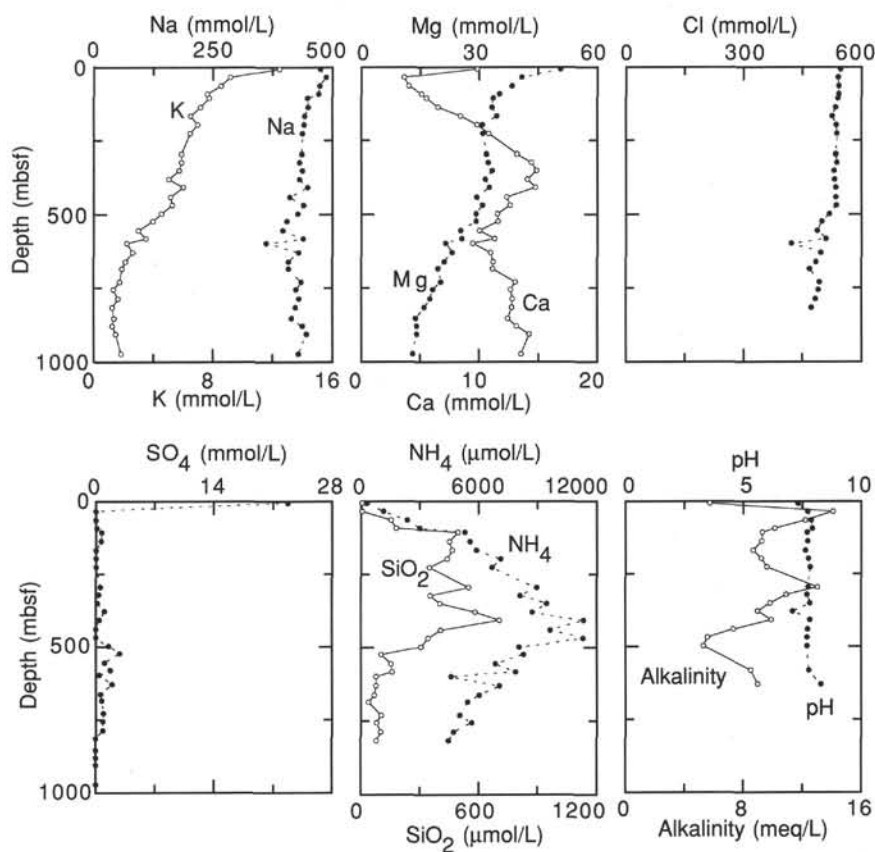 Na (mmol/L)
0 250 500
Mg (mmol/L)
0 30 60
Cl (mmol/L)
0 300 600
Depth (mbsf)
0
500
1000
K
Na
Mg
Ca
0 8 16
K (mmol/L)
0 10 20
Ca (mmol/L)
SO4 (mmol/L)
0 14 28
NH4 (μmol/L)
0 6000 12000
pH
0 5 10
Depth (mbsf)
0
500
1000
SiO2
NH4
Alkalinity
pH
0 600 1200
SiO2 (μmol/L)
0 8 16
Alkalinity (meq/L)